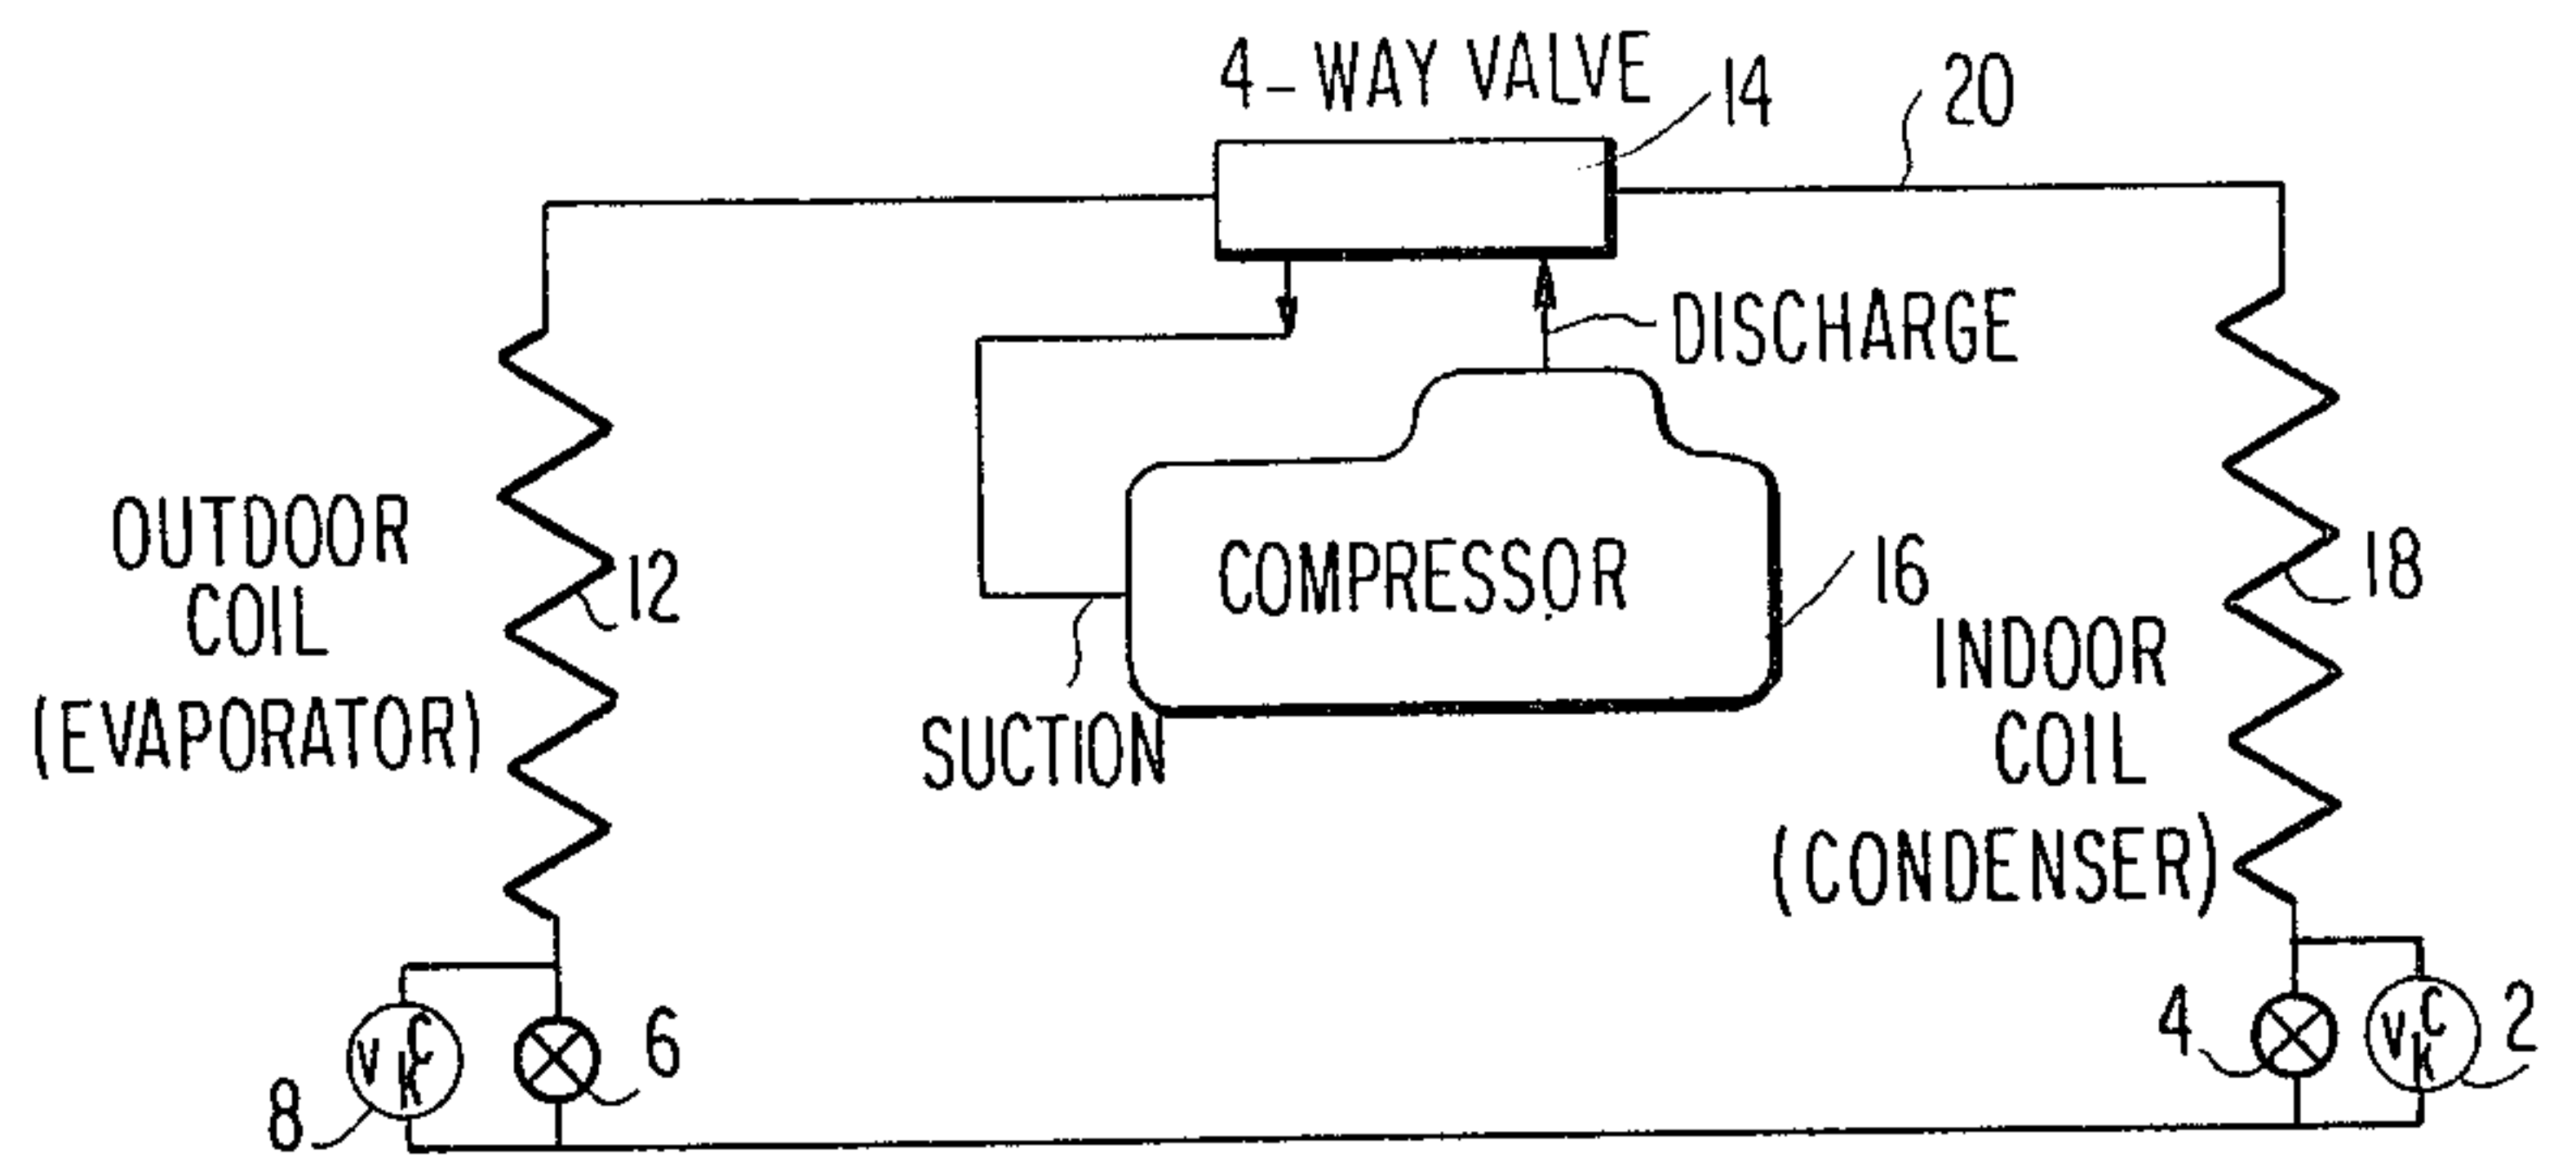 4-WAY VALVE
14
20
DISCHARGE
OUTDOOR
COIL
(EVAPORATOR)
12
COMPRESSOR
16
18
INDOOR
COIL
(CONDENSER)
SUCTION
8
VCK
6
4
VCK
2